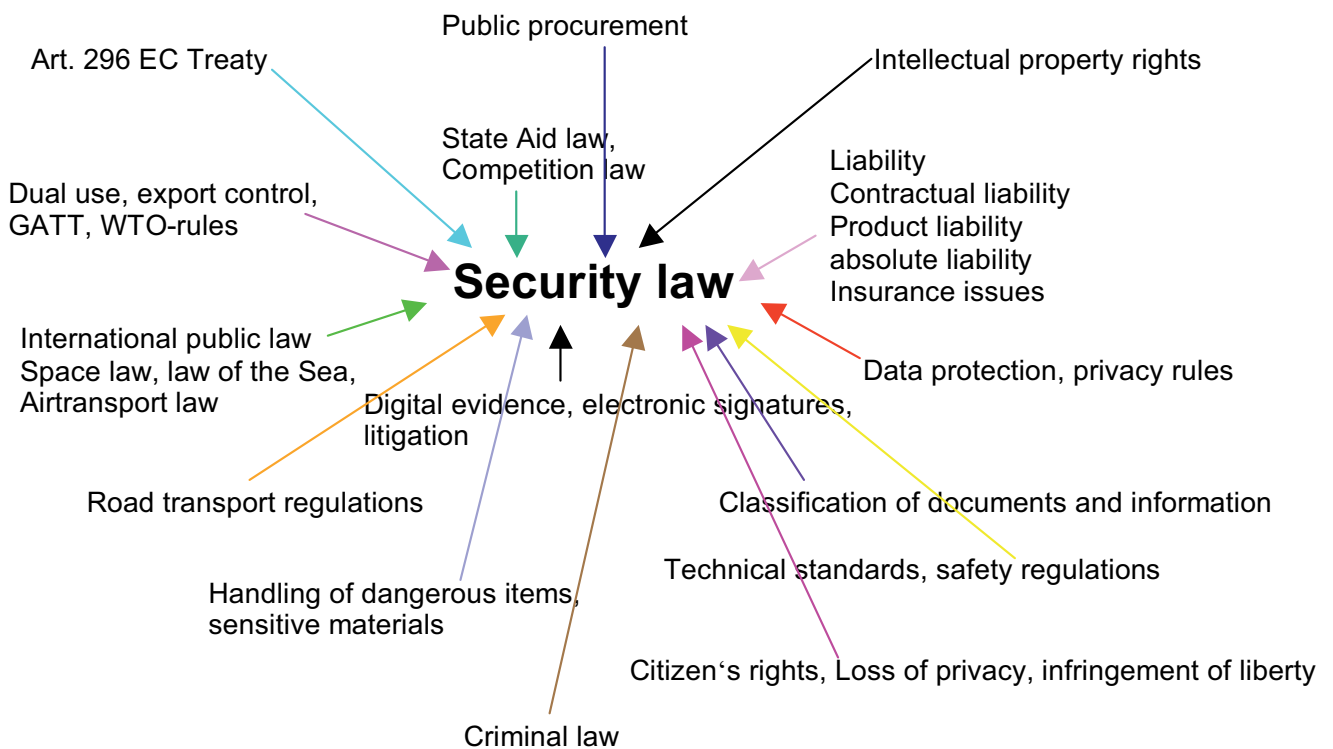 Public procurement
Art. 296 EC Treaty
Intellectual property rights
State Aid law,
Competition law
Liability
Contractual liability
Product liability
absolute liability
Insurance issues
Dual use, export control,
GATT, WTO-rules
Security law
International public law
Space law, law of the Sea,
Airtransport law
Data protection, privacy rules
Digital evidence, electronic signatures,
litigation
Road transport regulations
Classification of documents and information
Technical standards, safety regulations
Handling of dangerous items,
sensitive materials
Citizen‘s rights, Loss of privacy, infringement of liberty
Criminal law